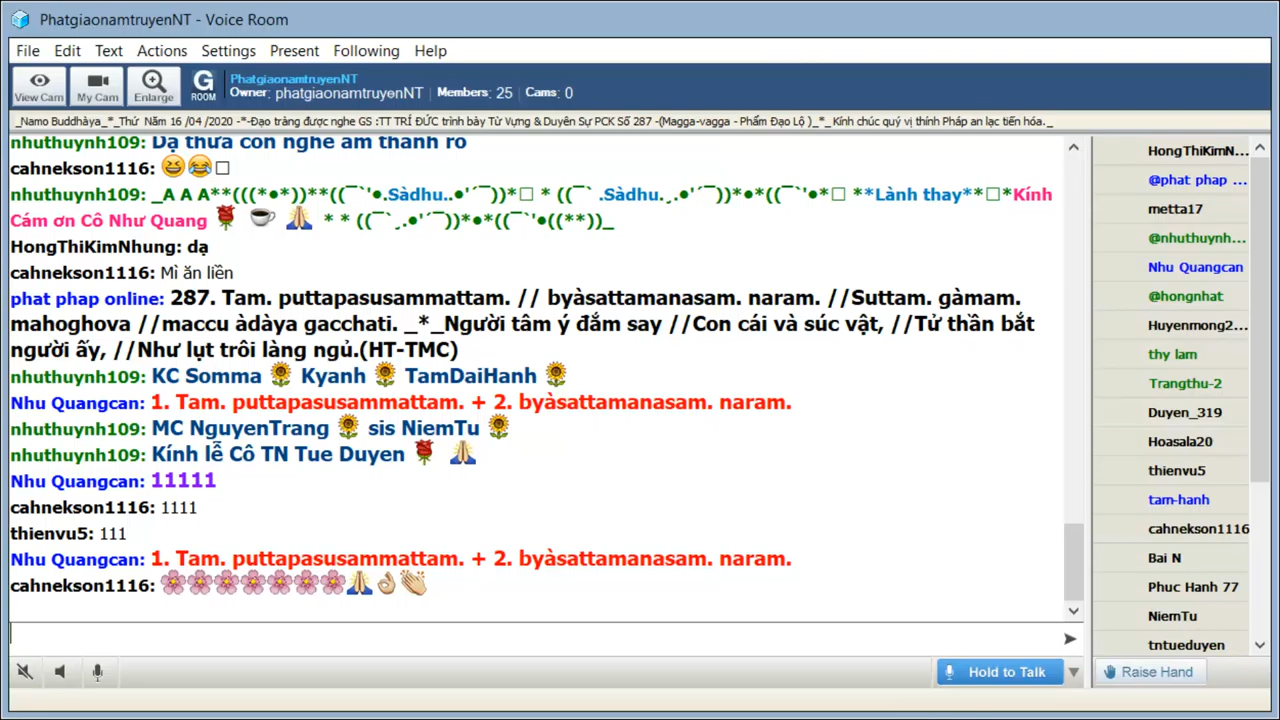 PhatgiaonamtruyenNT - Voice Room
File Edit Text Actions Settings Present Following Help
View Cam My Cam Enlarge G ROOM
PhatgiaonamtruyenNT
Owner: phatgiaonamtruyenNT Members: 25 Cams: 0
_Namo Buddhàya_*_Thứ Năm 16 /04 /2020 -*-Đạo tràng được nghe GS :TT TRÍ ĐỨC trình bày Từ Vựng & Duyên Sự PCK Số 287 -(Magga-vagga - Phẩm Đạo Lộ )_*_ Kính chúc quý vị thính Pháp an lạc tiến hóa._
nhuthuynh109: Dạ thưa con nghe âm thanh rõ
cahnekson1116: 😆😂□
nhuthuynh109: _A A A**(((*●*))**((¯`'●.Sàdhu..●'´¯))*□ * ((¯` .Sàdhu.¸.●'´¯))*●*((¯`'●*□ **Lành thay**□*Kính
Cám ơn Cô Như Quang 🌹 ☕ 🙏 * * ((¯`¸.●'´¯))*●*((¯`'●((**))_
HongThiKimNhung: dạ
cahnekson1116: Mì ăn liền
phat phap online: 287. Tam. puttapasusammattam. // byàsattamanasam. naram. //Suttam. gàmam.
mahoghova //maccu àdàya gacchati. _*_Người tâm ý đắm say //Con cái và súc vật, //Tử thần bắt
người ấy, //Như lụt trôi làng ngủ.(HT-TMC)
nhuthuynh109: KC Somma 🌻 Kyanh 🌻 TamDaiHanh 🌻
Nhu Quangcan: 1. Tam. puttapasusammattam. + 2. byàsattamanasam. naram.
nhuthuynh109: MC NguyenTrang 🌻 sis NiemTu 🌻
nhuthuynh109: Kính lễ Cô TN Tue Duyen 🌹 🙏
Nhu Quangcan: 11111
cahnekson1116: 1111
thienvu5: 111
Nhu Quangcan: 1. Tam. puttapasusammattam. + 2. byàsattamanasam. naram.
cahnekson1116: 🌸🌸🌸🌸🌸🌸🌸🙏👌👏
HongThiKimN...
@phat phap ...
metta17
@nhuthuynh...
Nhu Quangcan
@hongnhat
Huyenmong2...
thy lam
Trangthu-2
Duyen_319
Hoasala20
thienvu5
tam-hanh
cahnekson1116
Bai N
Phuc Hanh 77
NiemTu
tntueduyen
Hold to Talk
Raise Hand